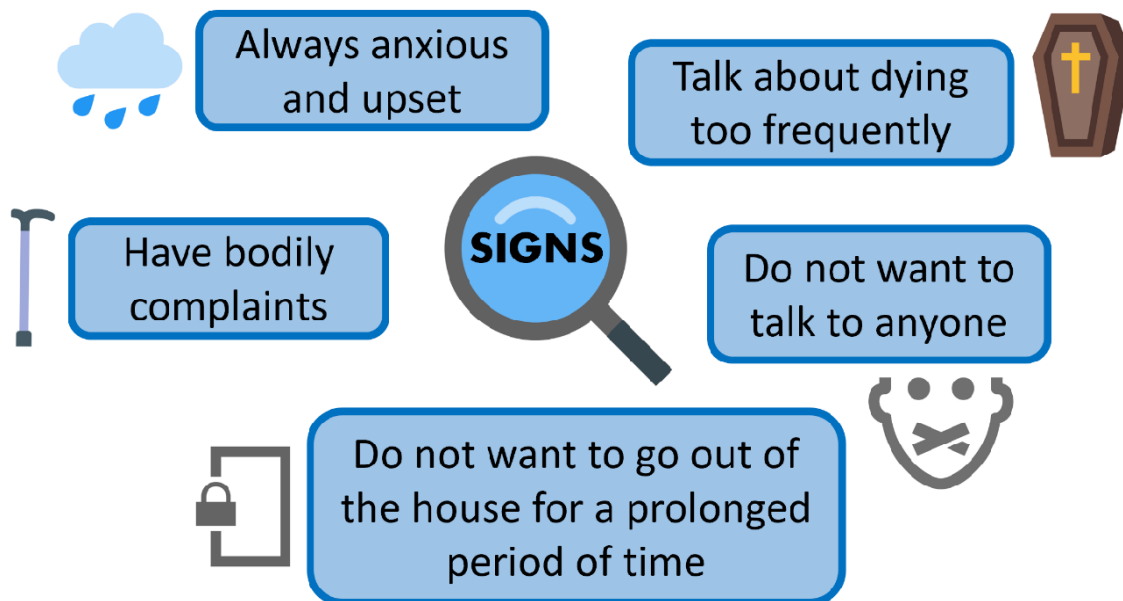 Always anxious
and upset
Talk about dying
too frequently
SIGNS
Have bodily
complaints
Do not want to
talk to anyone
Do not want to go out of
the house for a prolonged
period of time